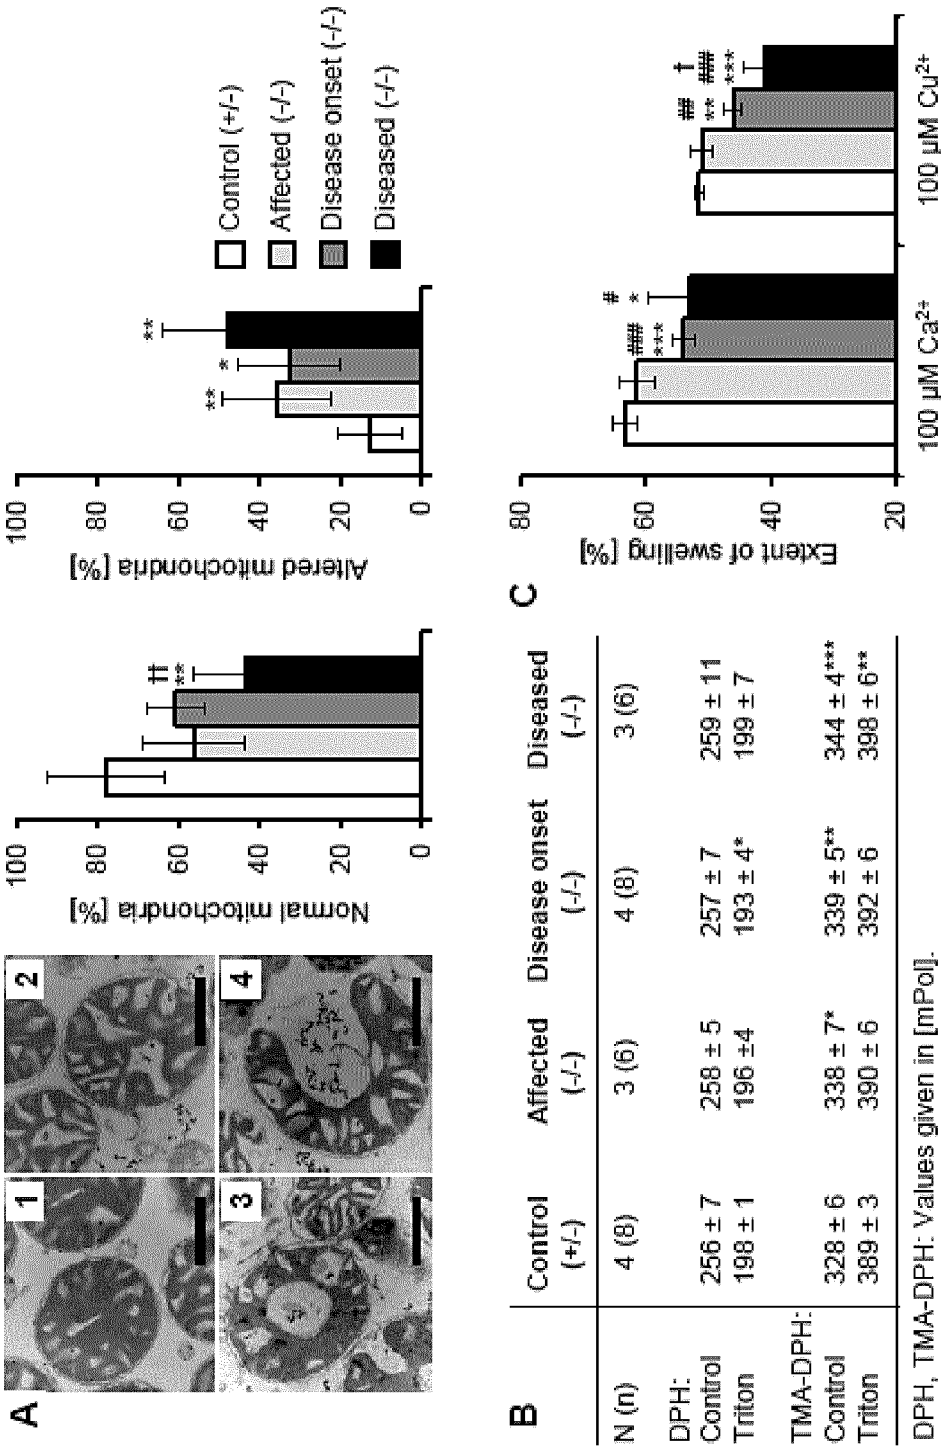 A
1
2
3
4
Normal mitochondria [%]
100
80
60
40
20
0
††
**
Altered mitochondria [%]
100
80
60
40
20
0
**
*
**
Control (+/-)
Affected (-/-)
Disease onset (-/-)
Diseased (-/-)
B
Control Affected Disease onset Diseased
(+/-) (-/-) (-/-) (-/-)
N (n) 4 (8) 3 (6) 4 (8) 3 (6)
DPH:
Control 256 ± 7 258 ± 5 257 ± 7 259 ± 11
Triton 198 ± 1 196 ±4 193 ± 4* 199 ± 7
TMA-DPH:
Control 328 ± 6 338 ± 7* 339 ± 5** 344 ± 4***
Triton 389 ± 3 390 ± 6 392 ± 6 398 ± 6**
DPH, TMA-DPH: Values given in [mPol].
C
Extent of swelling [%]
80
60
40
20
###
***
#
*
##
**
†
###
***
100 µM Ca²⁺ 100 µM Cu²⁺